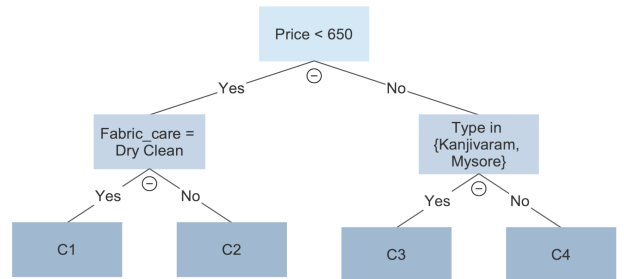 Price < 650
Yes
No
Fabric_care =
Dry Clean
Type in
{Kanjivaram,
Mysore}
Yes
No
Yes
No
C1
C2
C3
C4